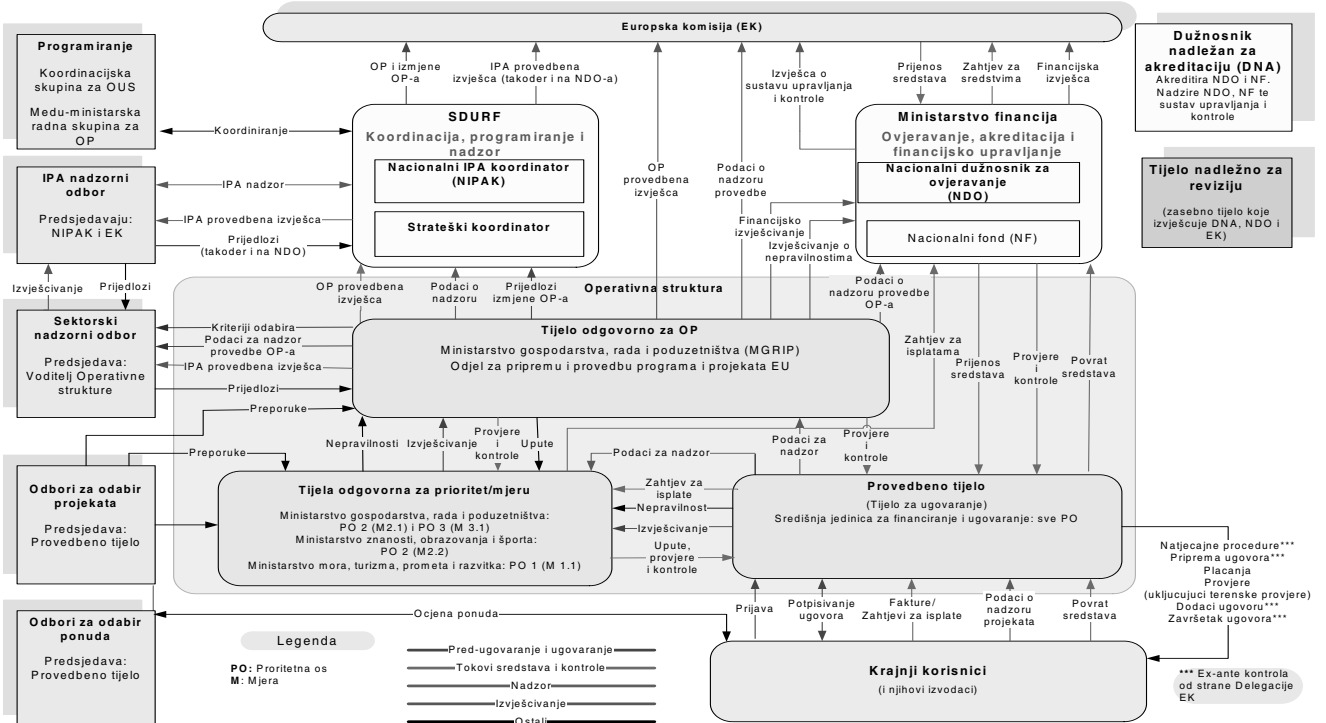 Europska komisija (EK)
Programiranje
Koordinacijska
skupina za OUS
Medu-ministarska
radna skupina za
OP
Dužnosnik
nadležan za
akreditaciju (DNA)
Akreditira NDO i NF.
Nadzire NDO, NF te
sustav upravljanja i
kontrole
OP i izmjene
OP-a
IPA provedbena
izvješća (takoder i na NDO-a)
Izvješća o
sustavu upravljanja
i kontrole
Prijenos
sredstava
Zahtjev za
sredstvima
Financijska
izvješća
SDURF
Koordinacija, programiranje i
nadzor
Nacionalni IPA koordinator
(NIPAK)
Strateški koordinator
Ministarstvo financija
Ovjeravanje, akreditacija i
financijsko upravljanje
Nacionalni dužnosnik za
ovjeravanje
(NDO)
Nacionalni fond (NF)
Koordiniranje
IPA nadzorni
odbor
Predsjedavaju:
NIPAK i EK
IPA nadzor
IPA provedbena izvješća
Prijedlozi
(takoder i na NDO)
OP
provedbena
izvješća
Podaci o
nadzoru
provedbe
Financijsko
izvješcivanje
Izvješcivanje o
nepravilnostima
Tijelo nadležno za
reviziju
(zasebno tijelo koje
izvješcuje DNA, NDO i
EK)
Izvješcivanje
Prijedlozi
OP provedbena
izvješća
Podaci o
nadzoru
Prijedlozi
izmjene OP-a
Operativna struktura
Podaci o
nadzoru provedbe
OP-a
Sektorski
nadzorni odbor
Predsjedava:
Voditelj Operativne
strukture
Kriteriji odabira
Podaci za nadzor
provedbe OP-a
IPA provedbena izvješća
Prijedlozi
Tijelo odgovorno za OP
Ministarstvo gospodarstva, rada i poduzetništva (MGRIP)
Odjel za pripremu i provedbu programa i projekata EU
Zahtjev za
isplatama
Prijenos
sredstava
Provjere
i
kontrole
Povrat
sredstava
Preporuke
Preporuke
Nepravilnosti
Izvješcivanje
Provjere
i
kontrole
Upute
Podaci za
nadzor
Provjere
i
kontrole
Odbori za odabir
projekata
Predsjedava:
Provedbeno tijelo
Tijela odgovorna za prioritet/mjeru
Ministarstvo gospodarstva, rada i poduzetništva:
PO 2 (M2.1) i PO 3 (M 3.1)
Ministarstvo znanosti, obrazovanja i športa:
PO 2 (M2.2)
Ministarstvo mora, turizma, prometa i razvitka: PO 1 (M 1.1)
Podaci za nadzor
Zahtjev za
isplate
Nepravilnost
Izvješcivanje
Upute,
provjere
i kontrole
Provedbeno tijelo
(Tijelo za ugovaranje)
Središnja jedinica za financiranje i ugovaranje: sve PO
Natjecajne procedure***
Priprema ugovora***
Placanja
Provjere
(ukljucujuci terenske provjere)
Dodaci ugovoru***
Završetak ugovora***
Odbori za odabir
ponuda
Predsjedava:
Provedbeno tijelo
Ocjena ponuda
Prijava
Potpisivanje
ugovora
Fakture/
Zahtjevi za isplate
Podaci o
nadzoru
projekata
Povrat
sredstava
Krajnji korisnici
(i njihovi izvodaci)
*** Ex-ante kontrola
od strane Delegacije
EK
Legenda
PO: Proritetna os
M: Mjera
Pred-ugovaranje i ugovaranje
Tokovi sredstava i kontrole
Nadzor
Izvješcivanje
Ostali